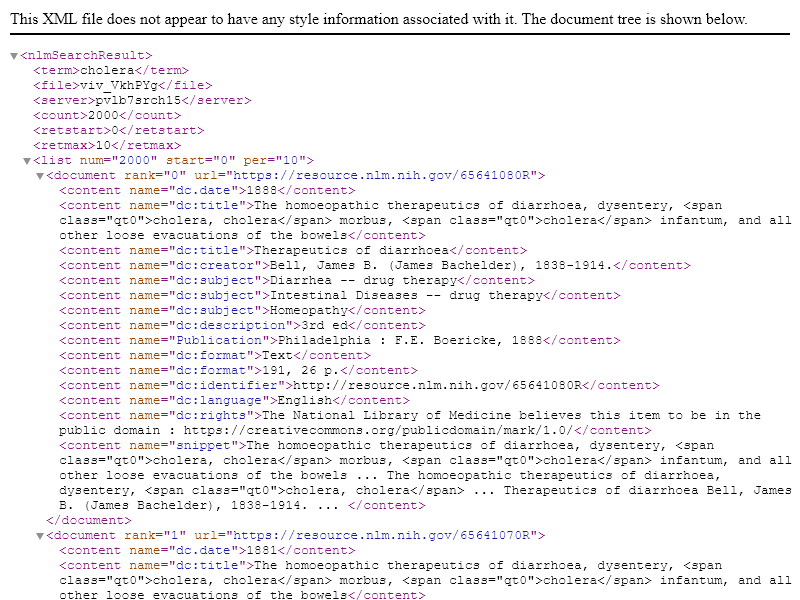 This XML file does not appear to have any style information associated with it. The document tree is shown below.
▼<nlmSearchResult>
<term>cholera</term>
<file>viv_VkhPYg</file>
<server>pvlb7srch15</server>
<count>2000</count>
<retstart>0</retstart>
<retmax>10</retmax>
▼<list num="2000" start="0" per="10">
▼<document rank="0" url="https://resource.nlm.nih.gov/65641080R">
<content name="dc.date">1888</content>
<content name="dc:title">The homoeopathic therapeutics of diarrhoea, dysentery, <span
class="qt0">cholera, cholera</span> morbus, <span class="qt0">cholera</span> infantum, and all
other loose evacuations of the bowels</content>
<content name="dc:title">Therapeutics of diarrhoea</content>
<content name="dc:creator">Bell, James B. (James Bachelder), 1838-1914.</content>
<content name="dc:subject">Diarrhea -- drug therapy</content>
<content name="dc:subject">Intestinal Diseases -- drug therapy</content>
<content name="dc:subject">Homeopathy</content>
<content name="dc:description">3rd ed</content>
<content name="Publication">Philadelphia : F.E. Boericke, 1888</content>
<content name="dc:format">Text</content>
<content name="dc:format">191, 26 p.</content>
<content name="dc:identifier">http://resource.nlm.nih.gov/65641080R</content>
<content name="dc:language">English</content>
<content name="dc:rights">The National Library of Medicine believes this item to be in the
public domain : https://creativecommons.org/publicdomain/mark/1.0/</content>
<content name="snippet">The homoeopathic therapeutics of diarrhoea, dysentery, <span
class="qt0">cholera, cholera</span> morbus, <span class="qt0">cholera</span> infantum, and all
other loose evacuations of the bowels ... The homoeopathic therapeutics of diarrhoea,
dysentery, <span class="qt0">cholera, cholera</span> ... Therapeutics of diarrhoea Bell, James
B. (James Bachelder), 1838-1914. ... </content>
</document>
▼<document rank="1" url="https://resource.nlm.nih.gov/65641070R">
<content name="dc.date">1881</content>
<content name="dc:title">The homoeopathic therapeutics of diarrhoea, dysentery, <span
class="qt0">cholera, cholera</span> morbus, <span class="qt0">cholera</span> infantum, and all
other loose evacuations of the bowels</content>